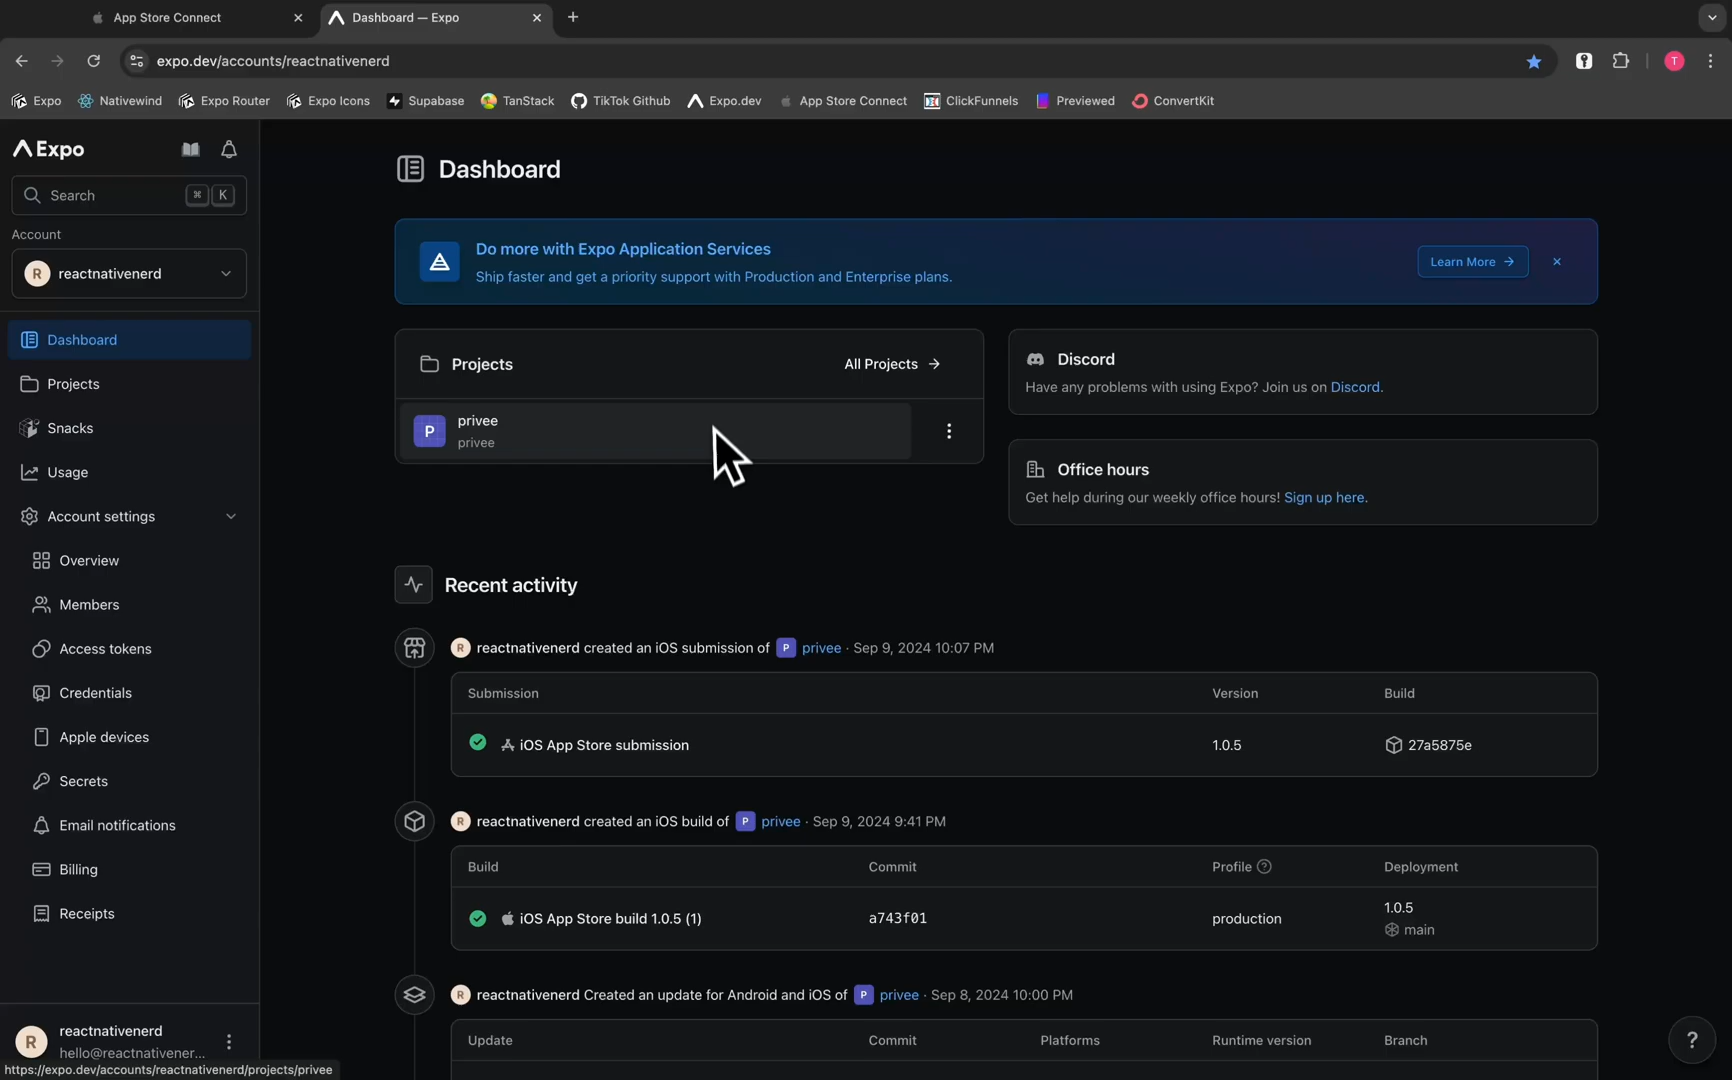 App Store Connect
Dashboard — Expo
expo.dev/accounts/reactnativenerd
T
Expo
Nativewind
Expo Router
Expo Icons
Supabase
TanStack
TikTok Github
Expo.dev
App Store Connect
ClickFunnels
Previewed
ConvertKit
Expo
Search
⌘ K
Account
R reactnativenerd
Dashboard
Projects
Snacks
Usage
Account settings
Overview
Members
Access tokens
Credentials
Apple devices
Secrets
Email notifications
Billing
Receipts
R reactnativenerd
hello@reactnativener...
https://expo.dev/accounts/reactnativenerd/projects/privee
Dashboard
Do more with Expo Application Services
Ship faster and get a priority support with Production and Enterprise plans.
Learn More →
Projects
All Projects →
P privee
privee
Discord
Have any problems with using Expo? Join us on Discord.
Office hours
Get help during our weekly office hours! Sign up here.
Recent activity
R reactnativenerd created an iOS submission of P privee · Sep 9, 2024 10:07 PM
Submission Version Build
iOS App Store submission 1.0.5 27a5875e
R reactnativenerd created an iOS build of P privee · Sep 9, 2024 9:41 PM
Build Commit Profile ? Deployment
iOS App Store build 1.0.5 (1) a743f01 production 1.0.5
main
R reactnativenerd Created an update for Android and iOS of P privee · Sep 8, 2024 10:00 PM
Update Commit Platforms Runtime version Branch
?